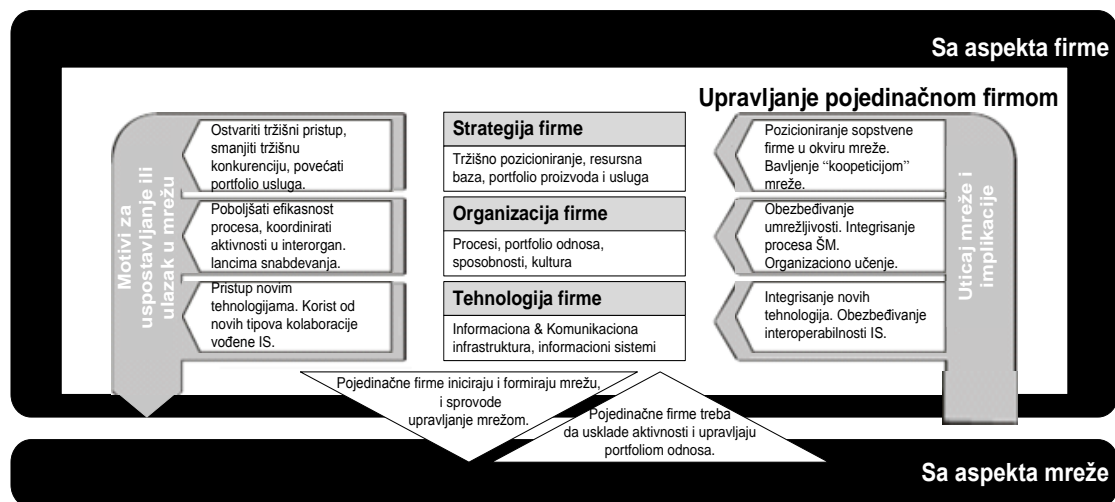 Sa aspekta firme
Upravljanje pojedinačnom firmom
Motivi za
uspostavljanje ili
ulazak u mrežu
Ostvariti tržišni pristup,
smanjiti tržišnu
konkurenciju, povećati
portfolio usluga.
Poboljšati efikasnost
procesa, koordinirati
aktivnosti u interorgan.
lancima snabdevanja.
Pristup novim
tehnologijama. Korist od
novih tipova kolaboracije
vođene IS.
Strategija firme
Tržišno pozicioniranje, resursna
baza, portfolio proizvoda i usluga
Organizacija firme
Procesi, portfolio odnosa,
sposobnosti, kultura
Tehnologija firme
Informaciona & Komunikaciona
infrastruktura, informacioni sistemi
Pozicioniranje sopstvene
firme u okviru mreže.
Bavljenje “koopeticijom”
mreže.
Obezbeđivanje
umrežljivosti. Integrisanje
procesa ŠM.
Organizaciono učenje.
Integrisanje novih
tehnologija. Obezbeđivanje
interoperabilnosti IS.
Uticaj mreže i
implikacije
Pojedinačne firme iniciraju i formiraju mrežu,
i sprovode
upravljanje mrežom.
Pojedinačne firme treba
da usklade aktivnosti i upravljaju
portfoliom odnosa.
Sa aspekta mreže